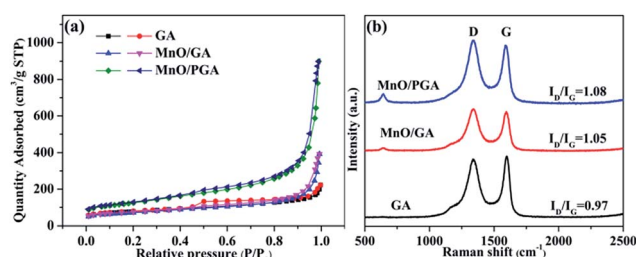 (a)
GA
MnO/GA
MnO/PGA
Quantity Adsorbed (cm³/g STP)
1000
800
600
400
200
0
0.0 0.2 0.4 0.6 0.8 1.0
Relative pressure (P/P
(b)
D G
MnO/PGA
I_D/I_G=1.08
MnO/GA
I_D/I_G=1.05
GA
I_D/I_G=0.97
Intensity (a.u.)
500 1000 1500 2000 2500
Raman shift (cm⁻¹)